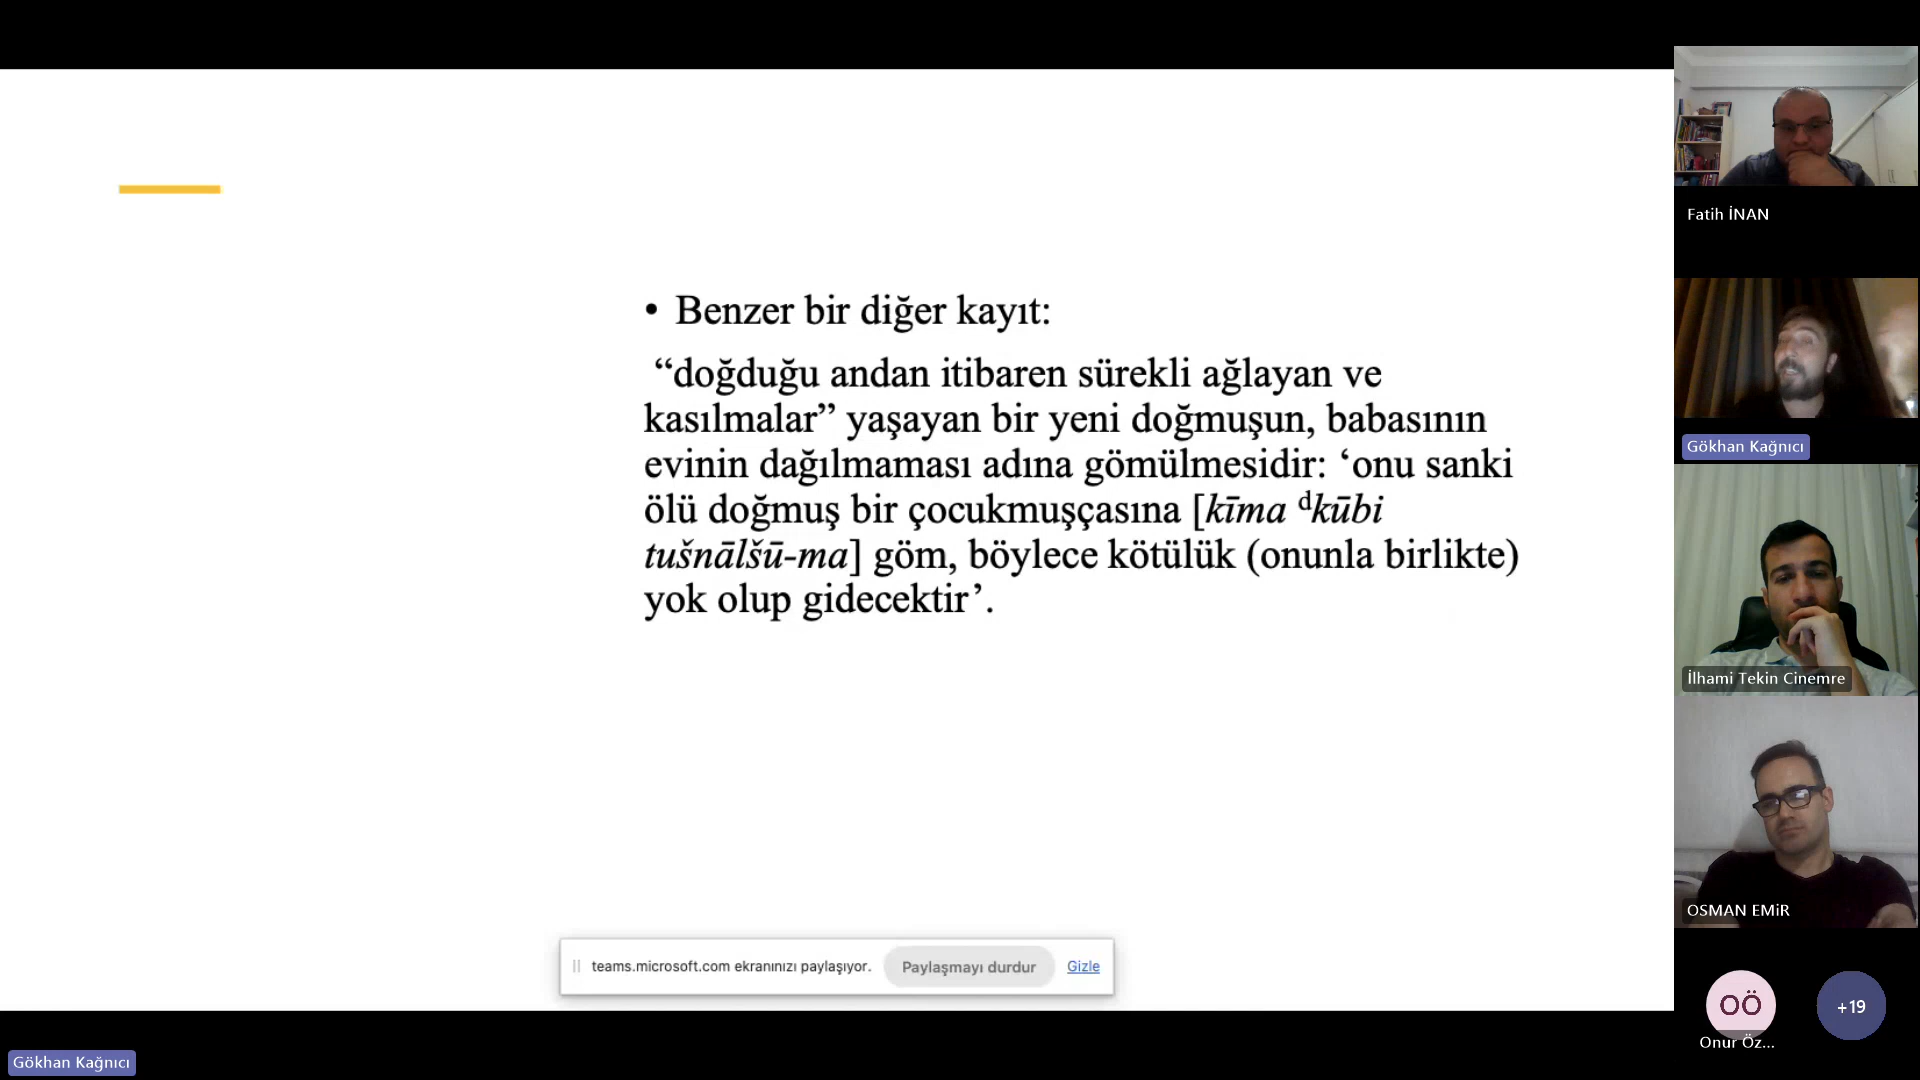 • Benzer bir diğer kayıt:
“doğduğu andan itibaren sürekli ağlayan ve
kasılmalar” yaşayan bir yeni doğmuşun, babasının
evinin dağılmaması adına gömülmesidir: ‘onu sanki
ölü doğmuş bir çocukmuşçasına [kīma ᵈkūbi
tušnālšū-ma] göm, böylece kötülük (onunla birlikte)
yok olup gidecektir’.
teams.microsoft.com ekranınızı paylaşıyor. Paylaşmayı durdur Gizle
Gökhan Kağnıcı
Fatih İNAN
Gökhan Kağnıcı
İlhami Tekin Cinemre
OSMAN EMiR
OÖ
Onur Öz...
+19